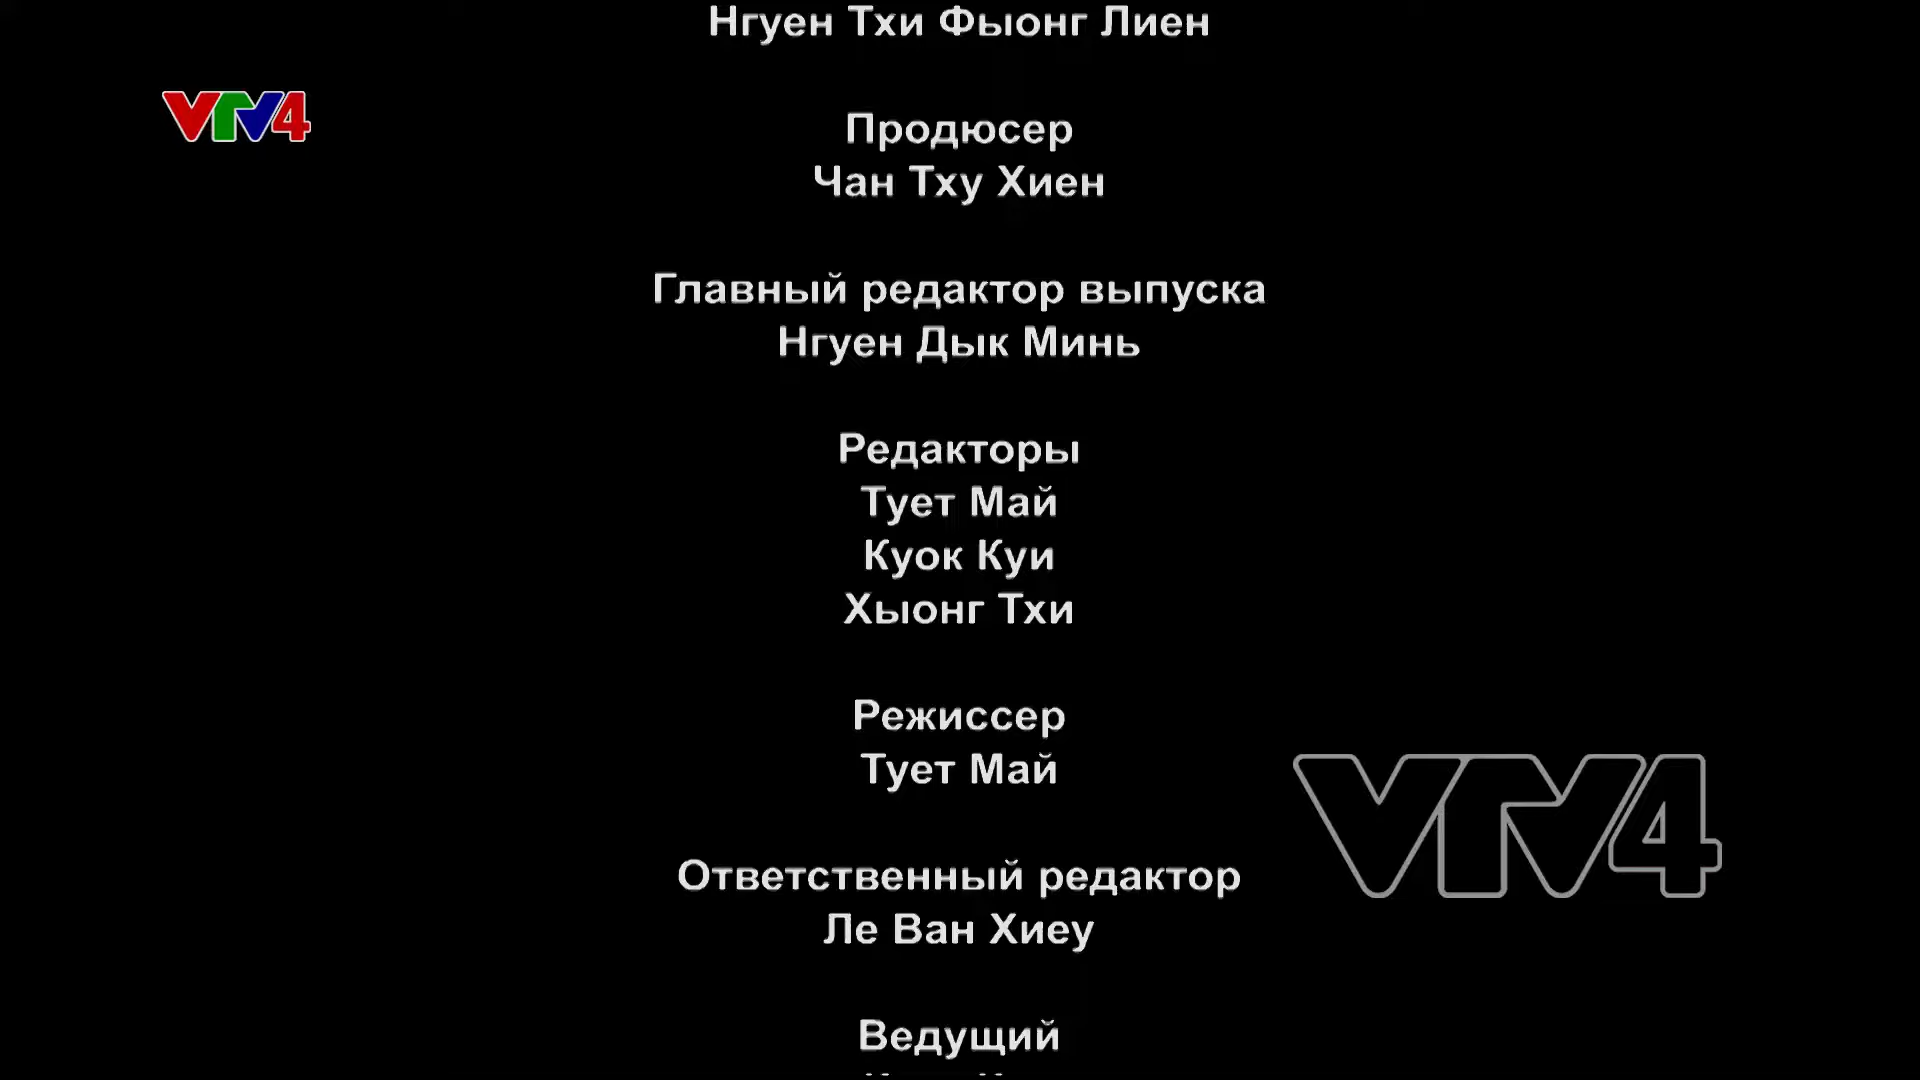 Нгуен Тхи Фыонг Лиен
VTV4
Продюсер
Чан Тху Хиен
Главный редактор выпуска
Нгуен Дык Минь
Редакторы
Тует Май
Куок Куи
Хыонг Тхи
Режиссер
Тует Май
VTV4
Ответственный редактор
Ле Ван Хиеу
Ведущий